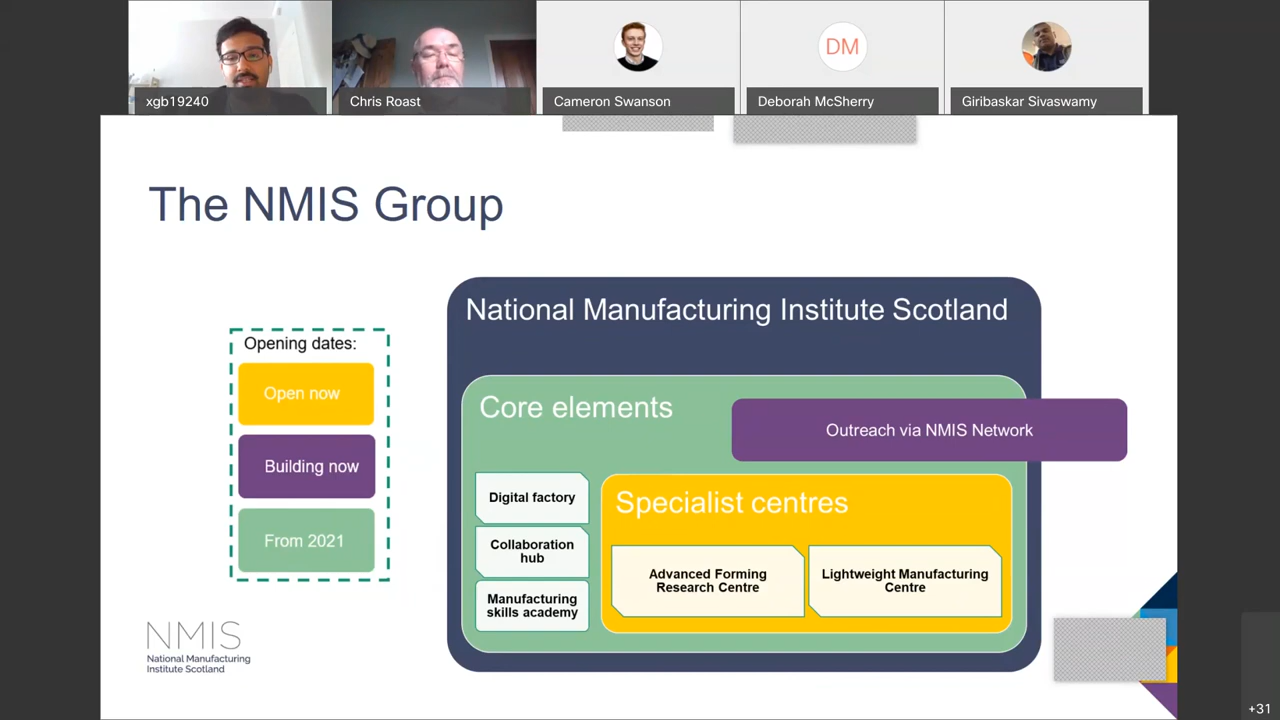 xgb19240
Chris Roast
Cameron Swanson
DM
Deborah McSherry
Giribaskar Sivaswamy
The NMIS Group
Opening dates:
Open now
Building now
From 2021
National Manufacturing Institute Scotland
Core elements
Outreach via NMIS Network
Digital factory
Collaboration
hub
Manufacturing
skills academy
Specialist centres
Advanced Forming
Research Centre
Lightweight Manufacturing
Centre
NMIS
National Manufacturing
Institute Scotland
+31